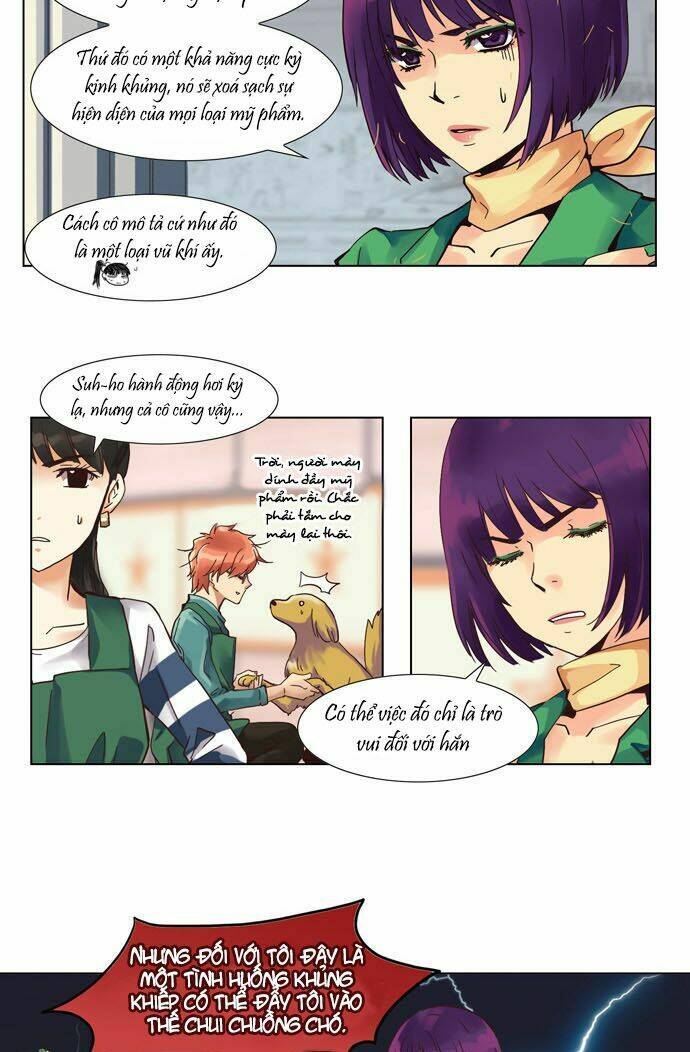 Thứ đó có một khả năng cực kỳ
kinh khủng, nó sẽ xoá sạch sự
hiện diện của mọi loại mỹ phẩm.
Cách cô mô tả cứ như đó
là một loại vũ khí ấy.
Suh-ho hành động hơi kỳ
lạ, nhưng cả cô cũng vậy...
Trời, người mày
dính đầy mỹ
phẩm rồi. Chắc
phải tắm cho
mày lại thôi.
Có thể việc đó chỉ là trò
vui đối với hắn
NHƯNG ĐỐI VỚI TÔI ĐÂY LÀ
MỘT TÌNH HUỐNG KHỦNG
KHIẾP CÓ THỂ ĐẨY TÔI VÀO
THẾ CHUI CHUỒNG CHÓ.